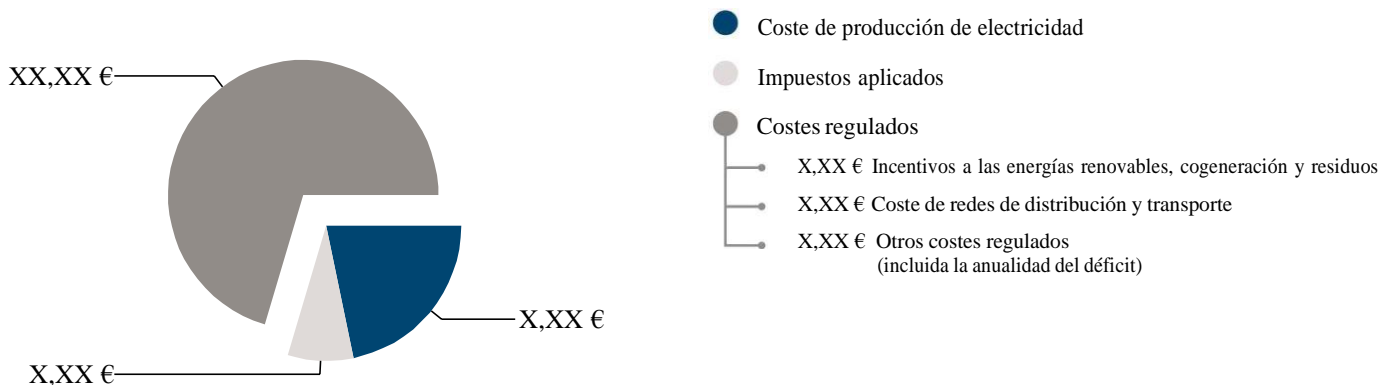 XX,XX €
X,XX €
X,XX €
Coste de producción de electricidad
Impuestos aplicados
Costes regulados
X,XX € Incentivos a las energías renovables, cogeneración y residuos
X,XX € Coste de redes de distribución y transporte
X,XX € Otros costes regulados
(incluida la anualidad del déficit)